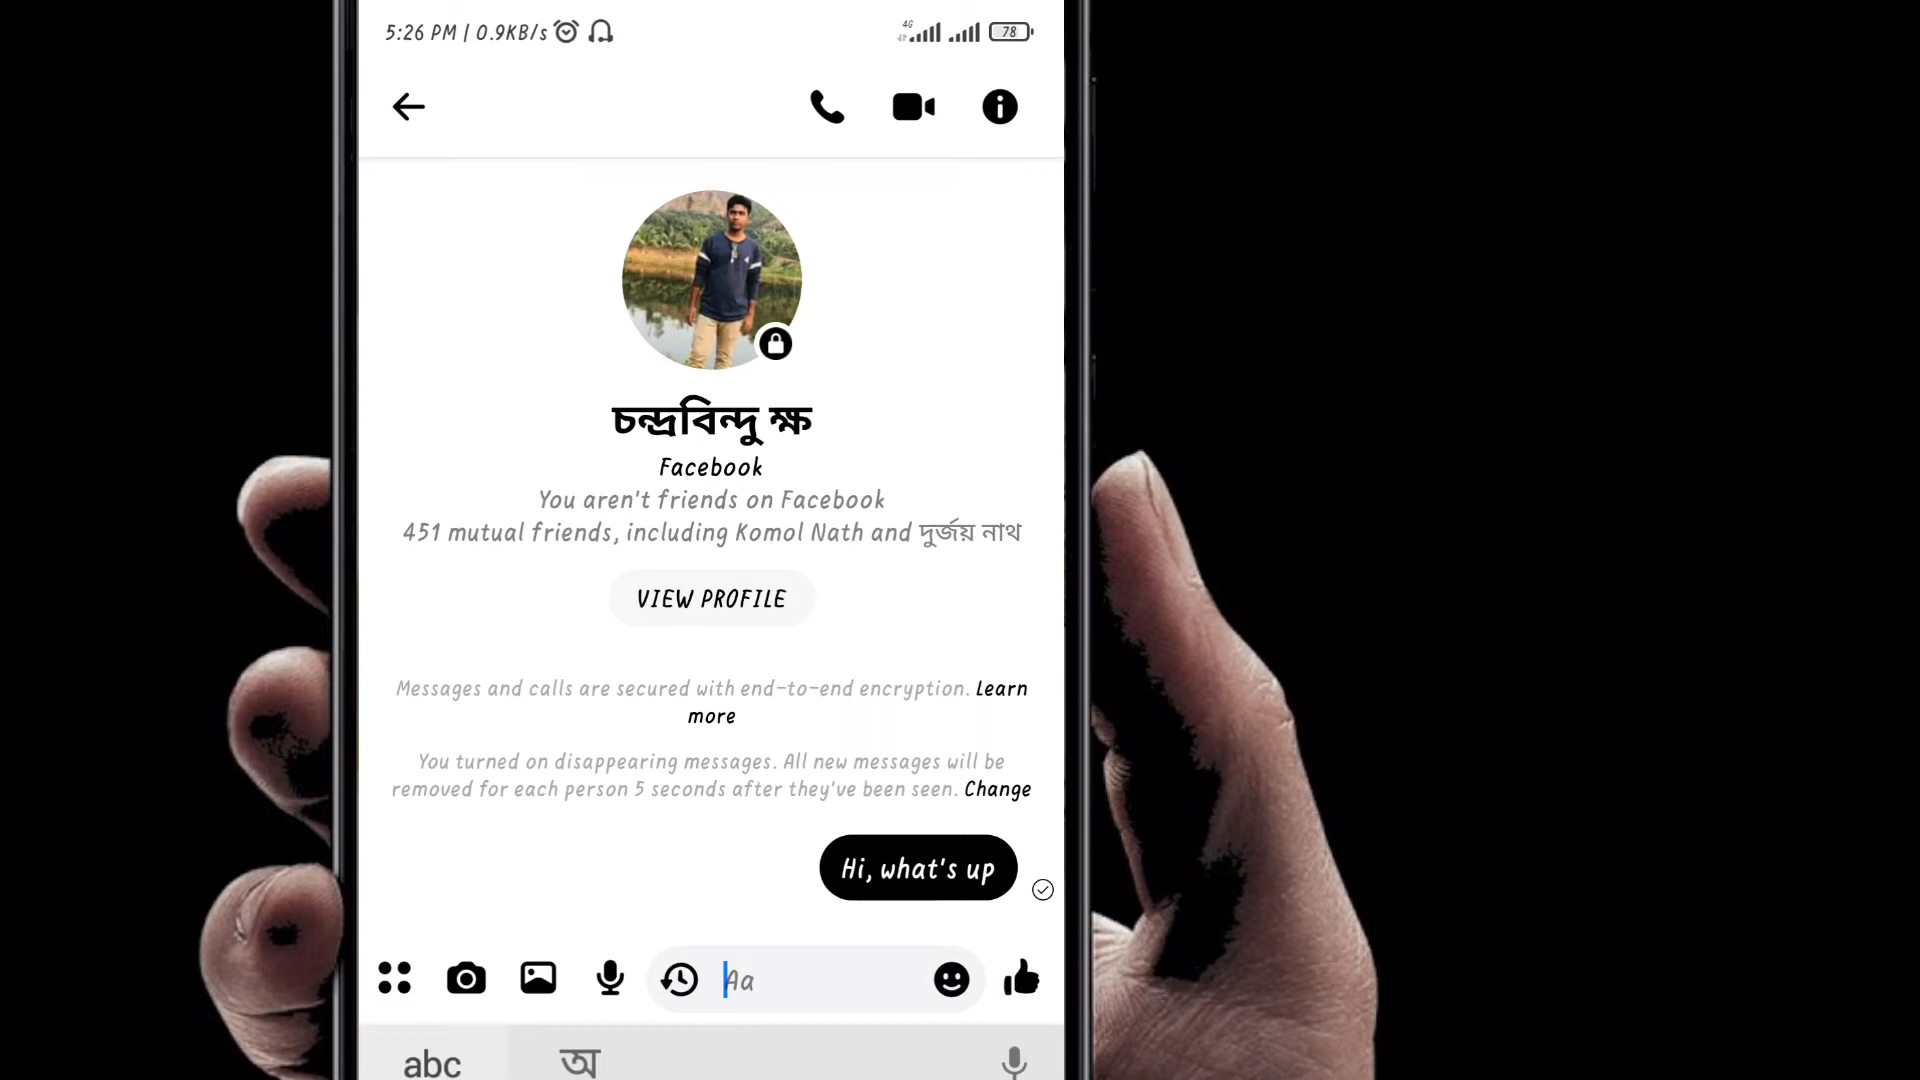 5:26 PM | 0.9KB/s
4G
78
চন্দ্রবিন্দু ক্ষ
Facebook
You aren't friends on Facebook
451 mutual friends, including Komol Nath and দুর্জয় নাথ
VIEW PROFILE
Messages and calls are secured with end-to-end encryption. Learn
more
You turned on disappearing messages. All new messages will be
removed for each person 5 seconds after they've been seen. Change
Hi, what's up
Aa
abc অ